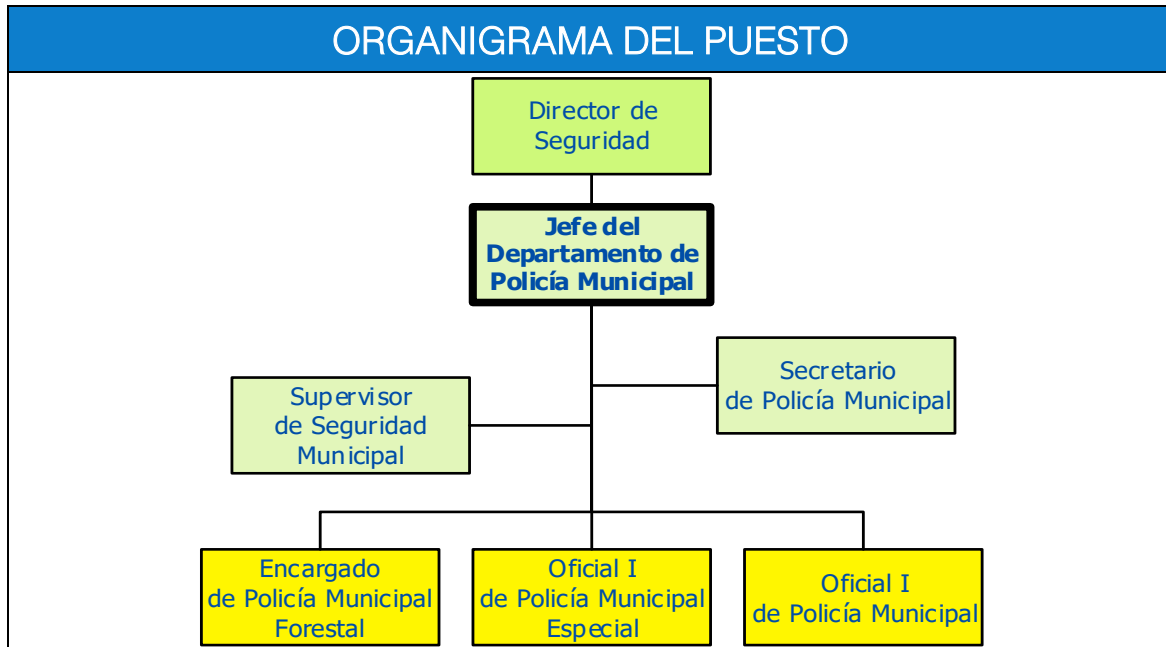 ORGANIGRAMA DEL PUESTO
Director de
Seguridad
Jefe del
Departamento de
Policía Municipal
Secretario
de Policía Municipal
Supervisor
de Seguridad
Municipal
Encargado
de Policía Municipal
Forestal
Oficial I
de Policía Municipal
Especial
Oficial I
de Policía Municipal